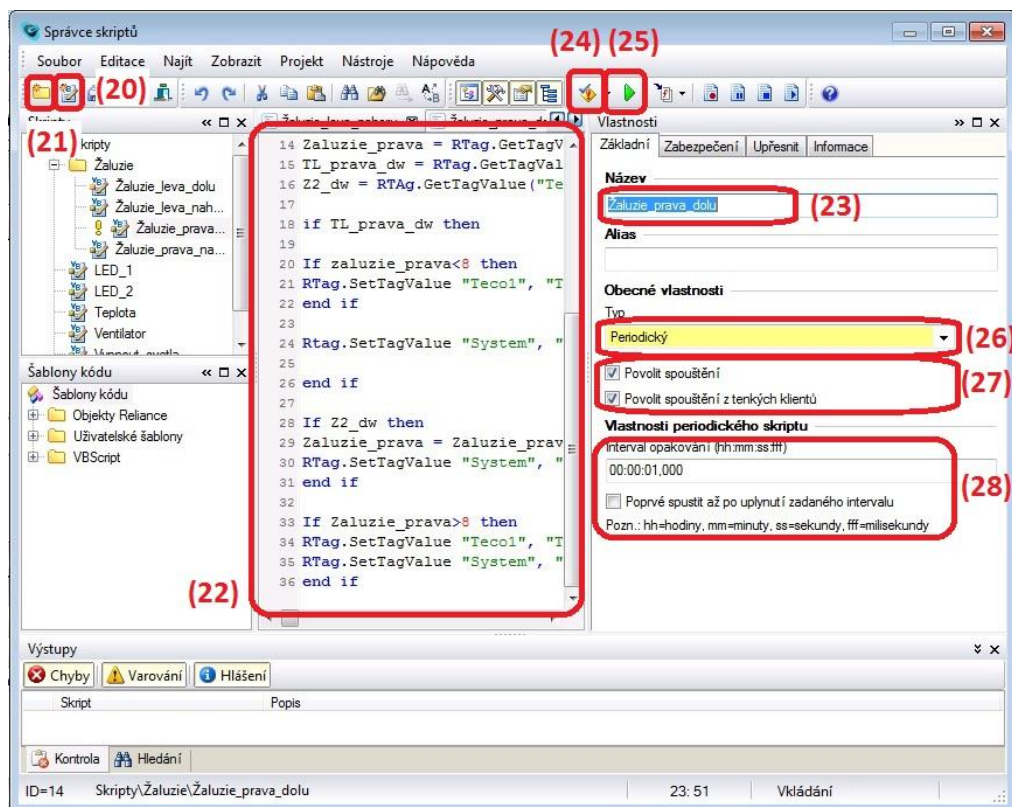 Správce skriptů
(24) (25)
Soubor Editace Najít Zobrazit Projekt Nástroje Nápověda
(20)
(21)
Skripty
Žaluzie
Žaluzie_leva_dolu
Žaluzie_leva_nah...
Žaluzie_prava...
Žaluzie_prava_na...
LED_1
LED_2
Teplota
Ventilator
Vypnout_svetla
Šablony kódu
Šablony kódu
Objekty Reliance
Uživatelské šablony
VBScript
Žaluzie_leva_nahoru Žaluzie_prava_do
14 Zaluzie_prava = RTag.GetTagV
15 TL_prava_dw = RTag.GetTagVal
16 Z2_dw = RTAg.GetTagValue("Te
17
18 if TL_prava_dw then
19
20 If zaluzie_prava<8 then
21 RTag.SetTagValue "Teco1", "T
22 end if
23
24 Rtag.SetTagValue "System", "
25
26 end if
27
28 If Z2_dw then
29 Zaluzie_prava = Zaluzie_prav
30 RTag.SetTagValue "System", "
31 end if
32
33 If Zaluzie_prava>8 then
34 RTag.SetTagValue "Teco1", "T
35 RTag.SetTagValue "System", "
36 end if
(22)
Vlastnosti
Základní Zabezpečení Upřesnit Informace
Název
Žaluzie_prava_dolu
(23)
Alias
Obecné vlastnosti
Typ
Periodický
(26)
Povolit spouštění
Povolit spouštění z tenkých klientů
(27)
Vlastnosti periodického skriptu
Interval opakování (hh:mm:ss:fff)
00:00:01,000
(28)
Poprvé spustit až po uplynutí zadaného intervalu
Pozn.: hh=hodiny, mm=minuty, ss=sekundy, fff=milisekundy
Výstupy
Chyby Varování Hlášení
Skript Popis
Kontrola Hledání
ID=14 Skripty\Žaluzie\Žaluzie_prava_dolu 23: 51 Vkládání